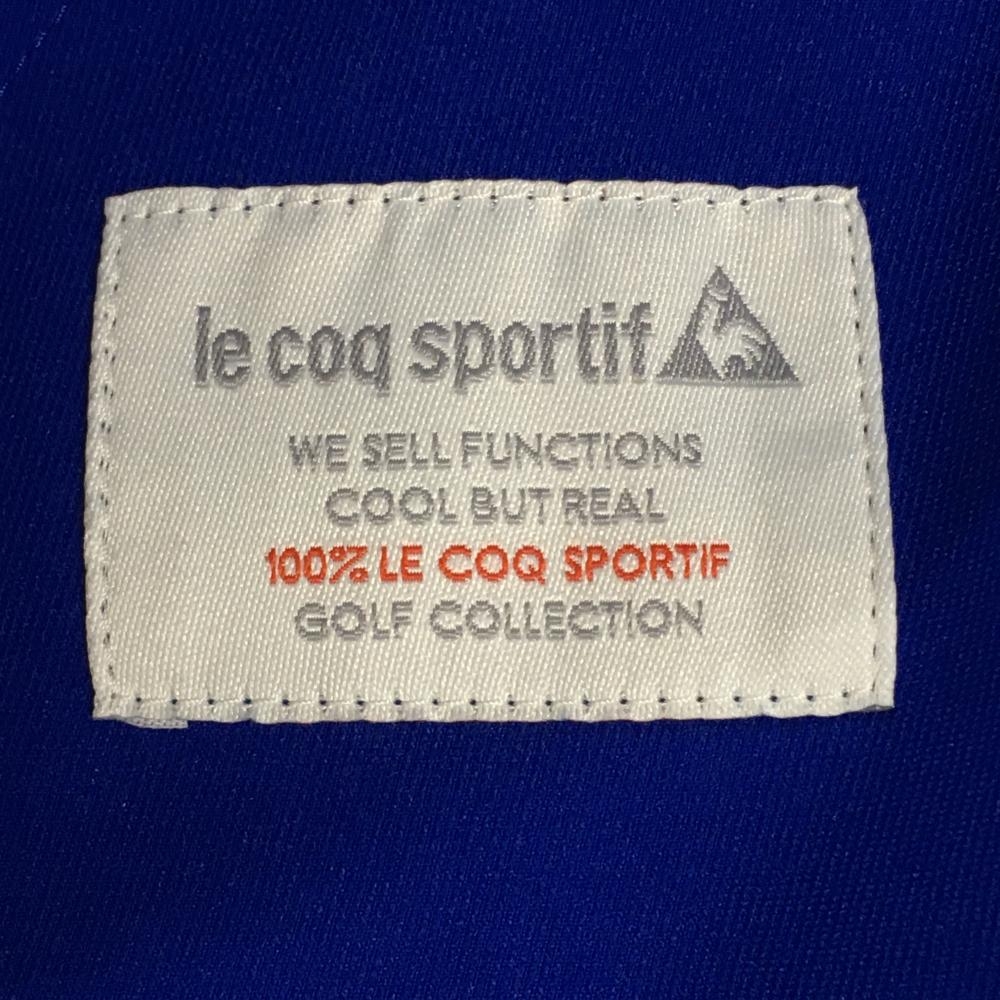 le coq sportif
WE SELL FUNCTIONS
COOL BUT REAL
100% LE COQ SPORTIF
GOLF COLLECTION